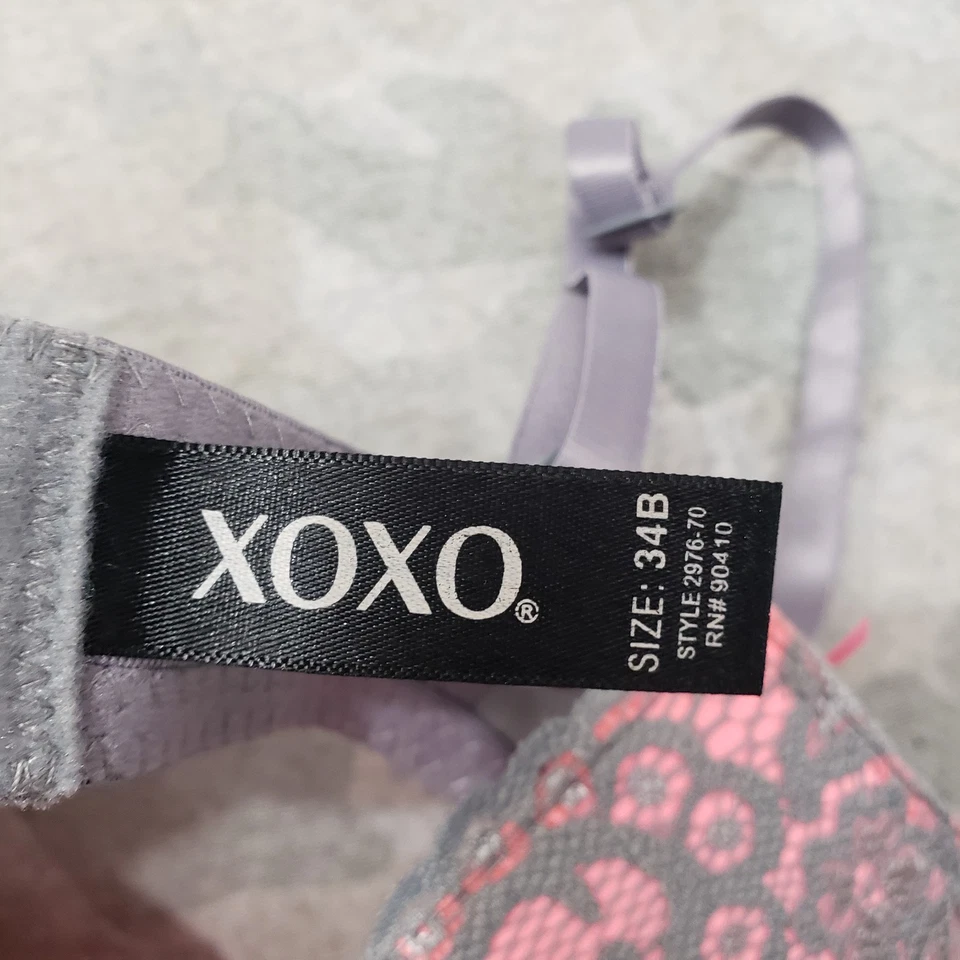 XOXO®
SIZE: 34B
STYLE 2976-70
RN# 90410